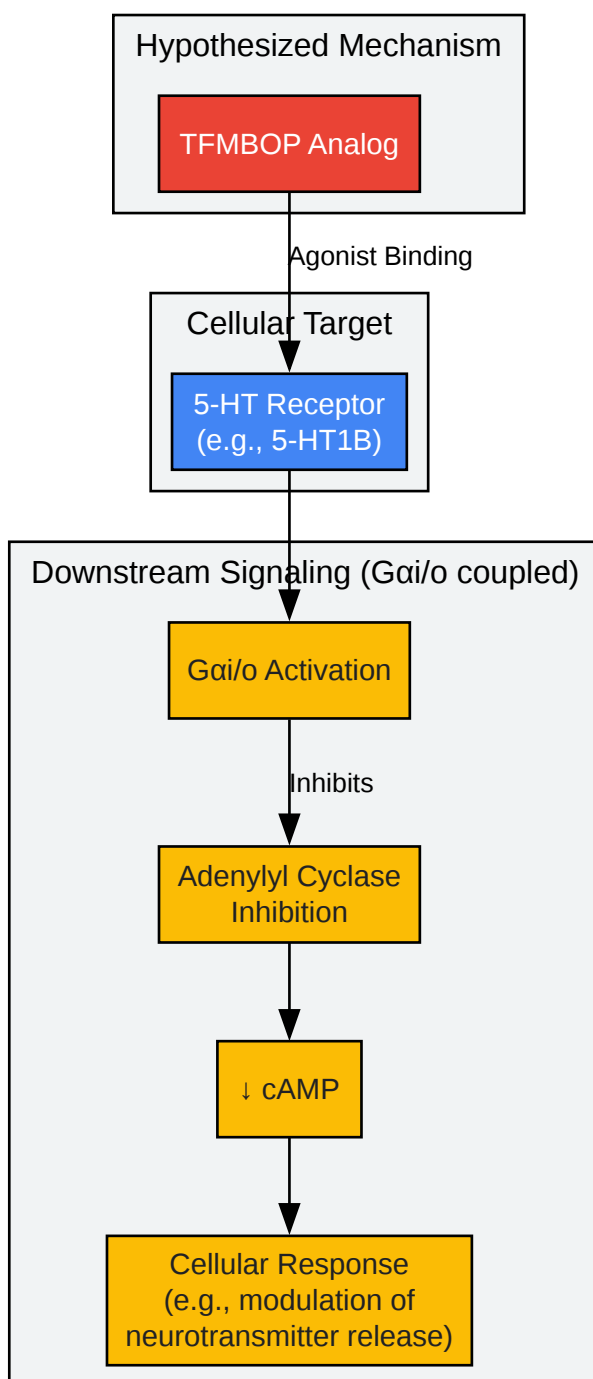 Hypothesized Mechanism
TFMBOP Analog
Agonist Binding
Cellular Target
5-HT Receptor
(e.g., 5-HT1B)
Downstream Signaling (Gαi/o coupled)
Gαi/o Activation
Inhibits
Adenylyl Cyclase
Inhibition
↓ cAMP
Cellular Response
(e.g., modulation of
neurotransmitter release)